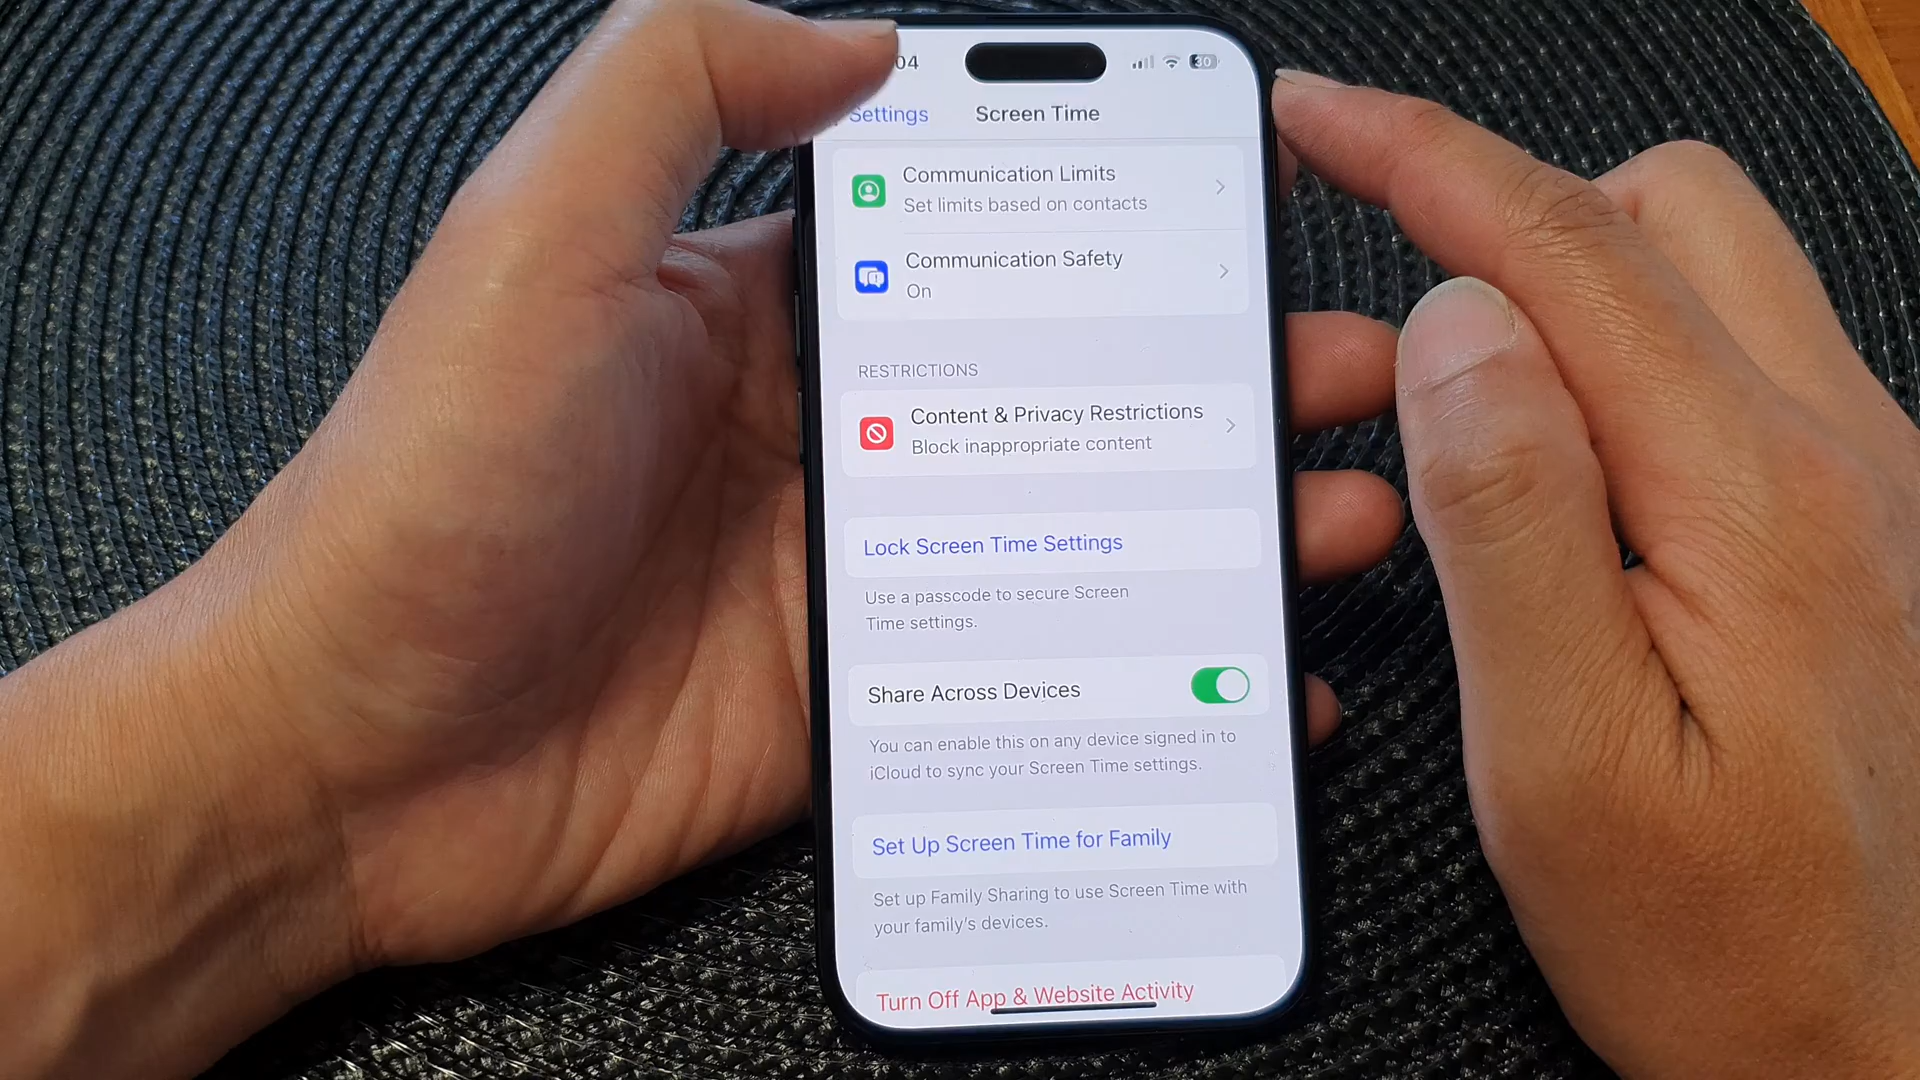 04
30
Settings
Screen Time
Communication Limits
Set limits based on contacts
Communication Safety
On
RESTRICTIONS
Content & Privacy Restrictions
Block inappropriate content
Lock Screen Time Settings
Use a passcode to secure Screen
Time settings.
Share Across Devices
You can enable this on any device signed in to
iCloud to sync your Screen Time settings.
Set Up Screen Time for Family
Set up Family Sharing to use Screen Time with
your family's devices.
Turn Off App & Website Activity